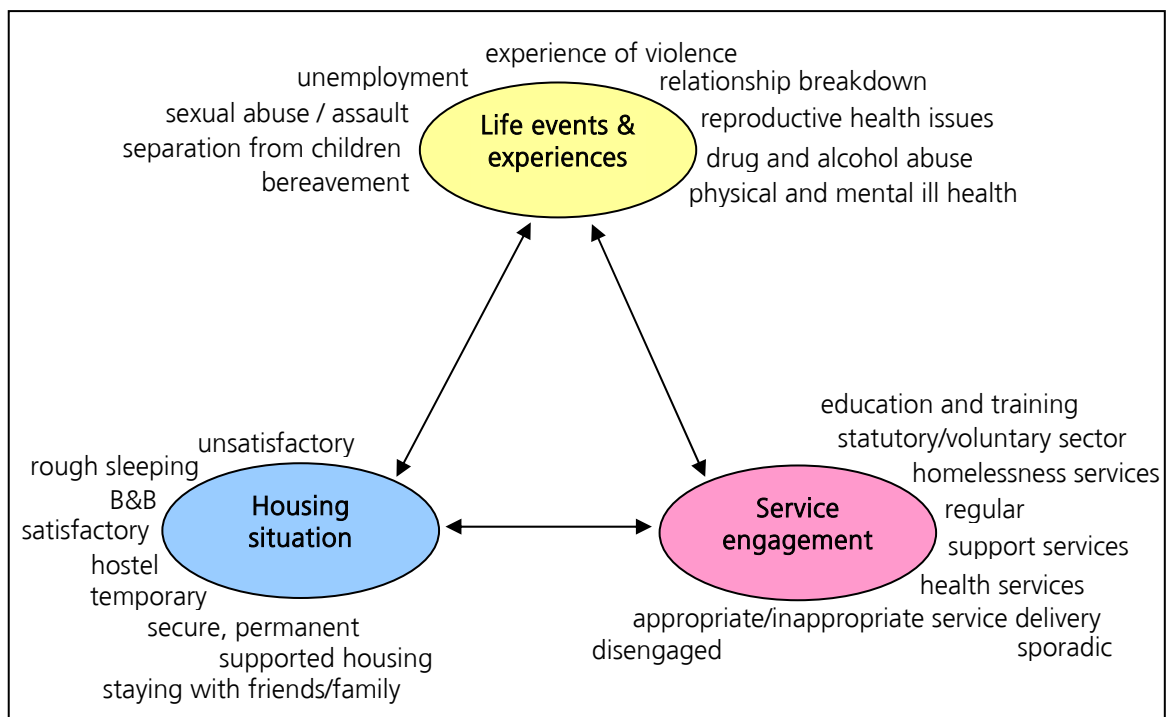 experience of violence
unemployment
relationship breakdown
sexual abuse / assault
reproductive health issues
separation from children
drug and alcohol abuse
bereavement
physical and mental ill health
Life events &
experiences
unsatisfactory
rough sleeping
B&B
satisfactory
hostel
temporary
secure, permanent
supported housing
staying with friends/family
Housing
situation
education and training
statutory/voluntary sector
homelessness services
regular
support services
health services
appropriate/inappropriate service delivery
disengaged
sporadic
Service
engagement